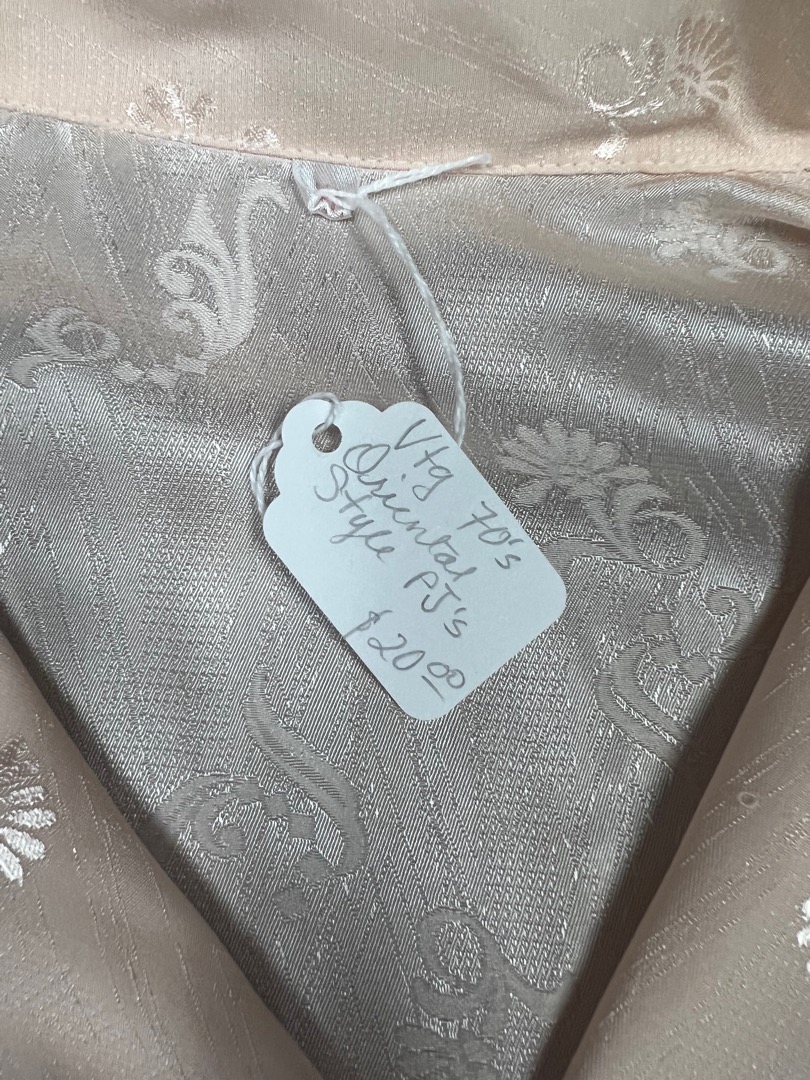 Vtg 70's
Oriental
Style PJ's
$20.00